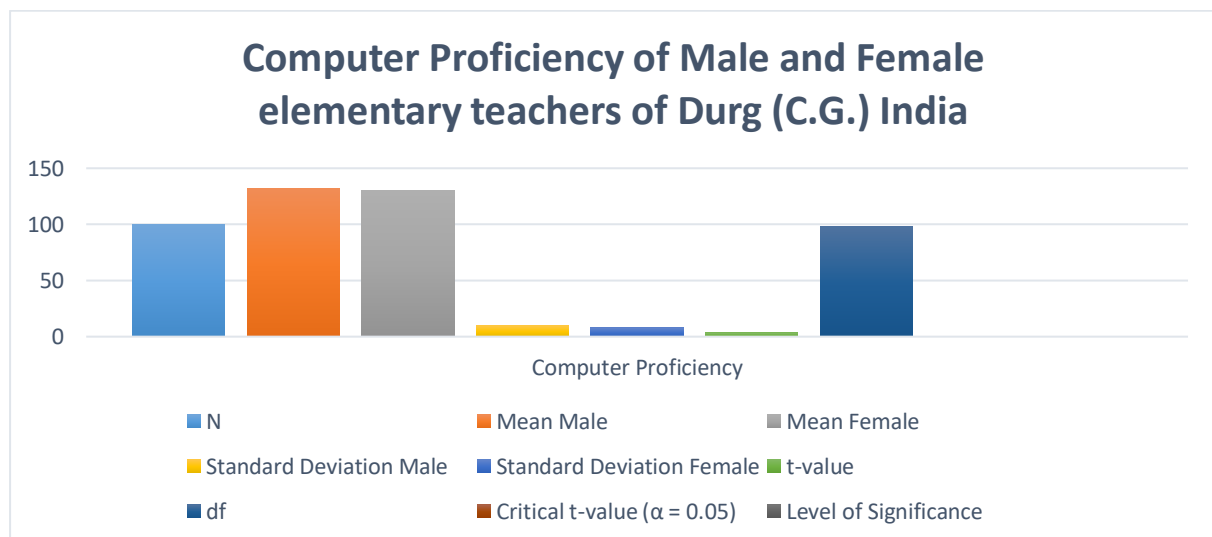 Computer Proficiency of Male and Female
elementary teachers of Durg (C.G.) India
150
100
50
0
Computer Proficiency
N
Mean Male
Mean Female
Standard Deviation Male
Standard Deviation Female
t-value
df
Critical t-value (α = 0.05)
Level of Significance